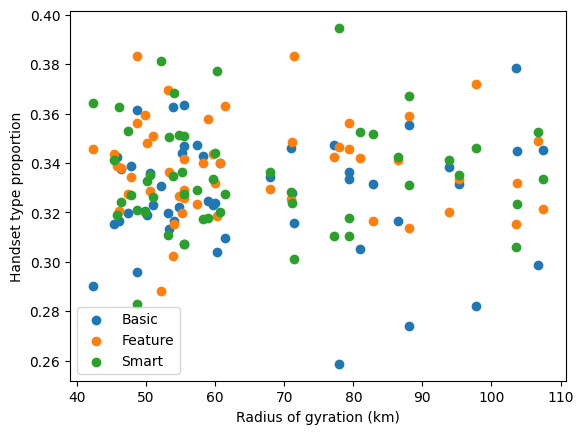 0.40
0.38
0.36
0.34
0.32
0.30
0.28
0.26
Handset type proportion
Basic
Feature
Smart
40 50 60 70 80 90 100 110
Radius of gyration (km)